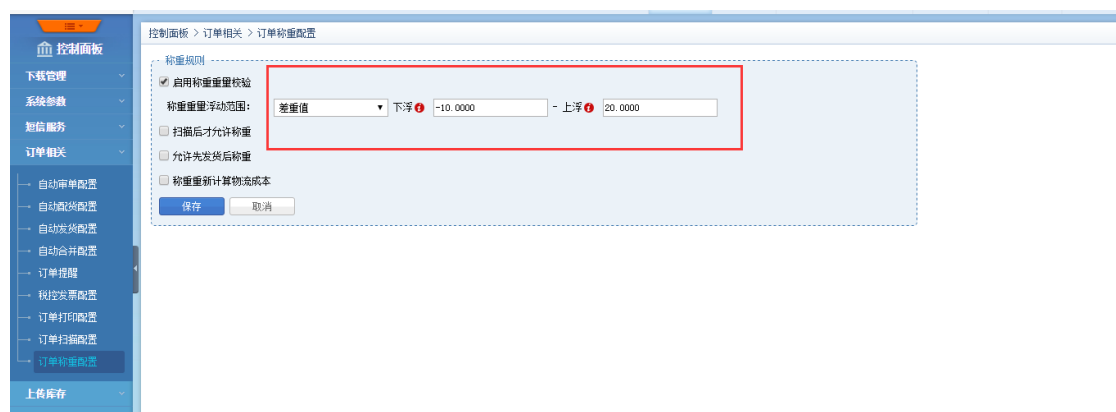 控制面板
下载管理
系统参数
短信服务
订单相关
自动审单配置
自动配货配置
自动发货配置
自动合并配置
订单提醒
税控发票配置
订单打印配置
订单扫描配置
订单称重配置
上传库存
控制面板 > 订单相关 > 订单称重配置
称重规则
启用称重重量校验
称重重量浮动范围: 差重值 下浮 -10.0000 - 上浮 20.0000
扫描后才允许称重
允许先发货后称重
称重重新计算物流成本
保存 取消